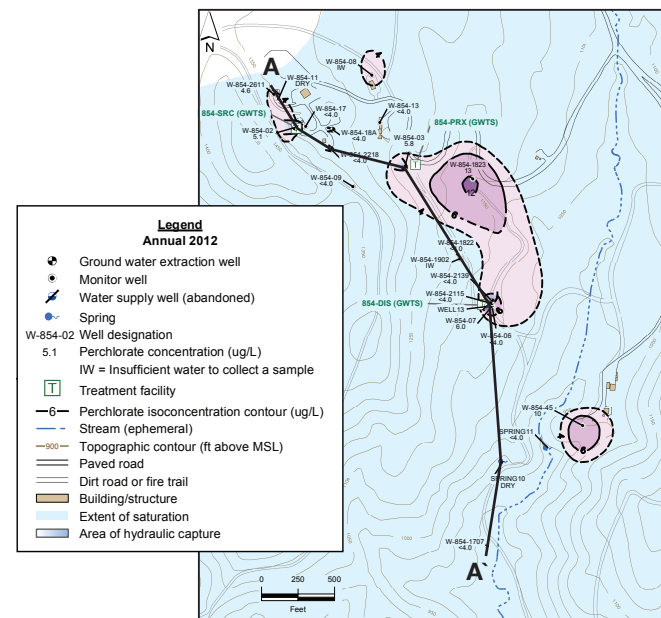 N
A
W-854-08
IW
W-854-11
DRY
W-854-2611
4.6
4
854-SRC (GWTS)
W-854-17
<4.0
W-854-13
<4.0
854-PRX (GWTS)
W-854-02
5.1
W-854-18A
<4.0
W-854-03
5.8
W-854-2218
<4.0
T
W-854-1823
13
12
W-854-09
<4.0
4
6
W-854-1822
<4.0
W-854-1902
IW
W-854-2139
<4.0
W-854-2115
<4.0
854-DIS (GWTS)
WELL13
W-854-07
6.0
6
W-854-06
<4.0
W-854-45
10
4
6
SPRING11
<4.0
SPRING10
DRY
W-854-1707
<4.0
A`
0 250 500
Feet
Legend
Annual 2012
Ground water extraction well
Monitor well
Water supply well (abandoned)
Spring
W-854-02 Well designation
5.1 Perchlorate concentration (ug/L)
IW = Insufficient water to collect a sample
T Treatment facility
6 Perchlorate isoconcentration contour (ug/L)
Stream (ephemeral)
900 Topographic contour (ft above MSL)
Paved road
Dirt road or fire trail
Building/structure
Extent of saturation
Area of hydraulic capture